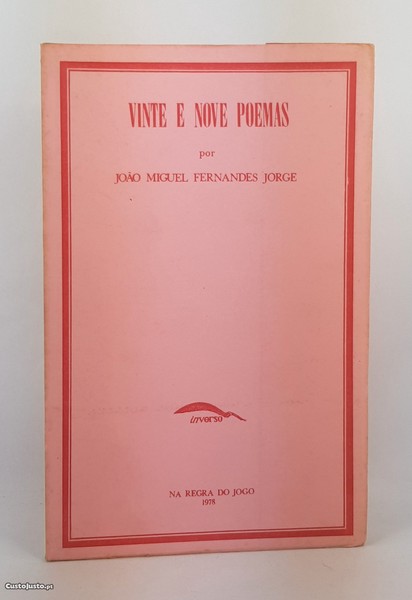 VINTE E NOVE POEMAS
por
JOÃO MIGUEL FERNANDES JORGE
inverso
NA REGRA DO JOGO
1978
CustoJusto.pt